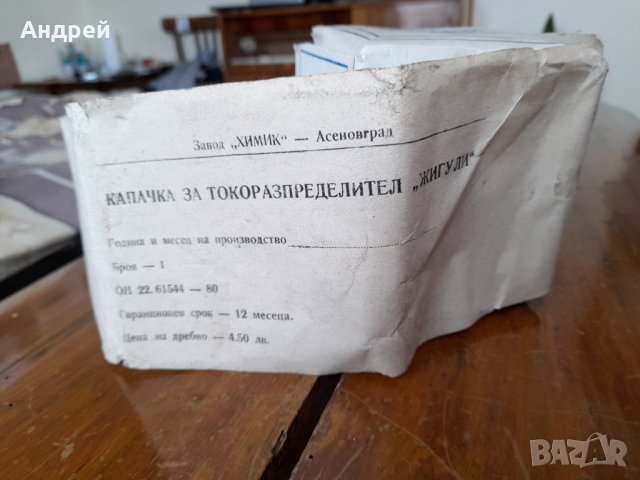 Андрей
Завод „ХИМИК“ — Асеновград
КАПАЧКА ЗА ТОКОРАЗПРЕДЕЛИТЕЛ „ЖИГУЛИ“
Година и месец на производство
Броя — 1
ОН 22. 61544 — 80
Гаранционен срок — 12 месеца.
Цена на дребно — 4.50 лв.
BAZAR